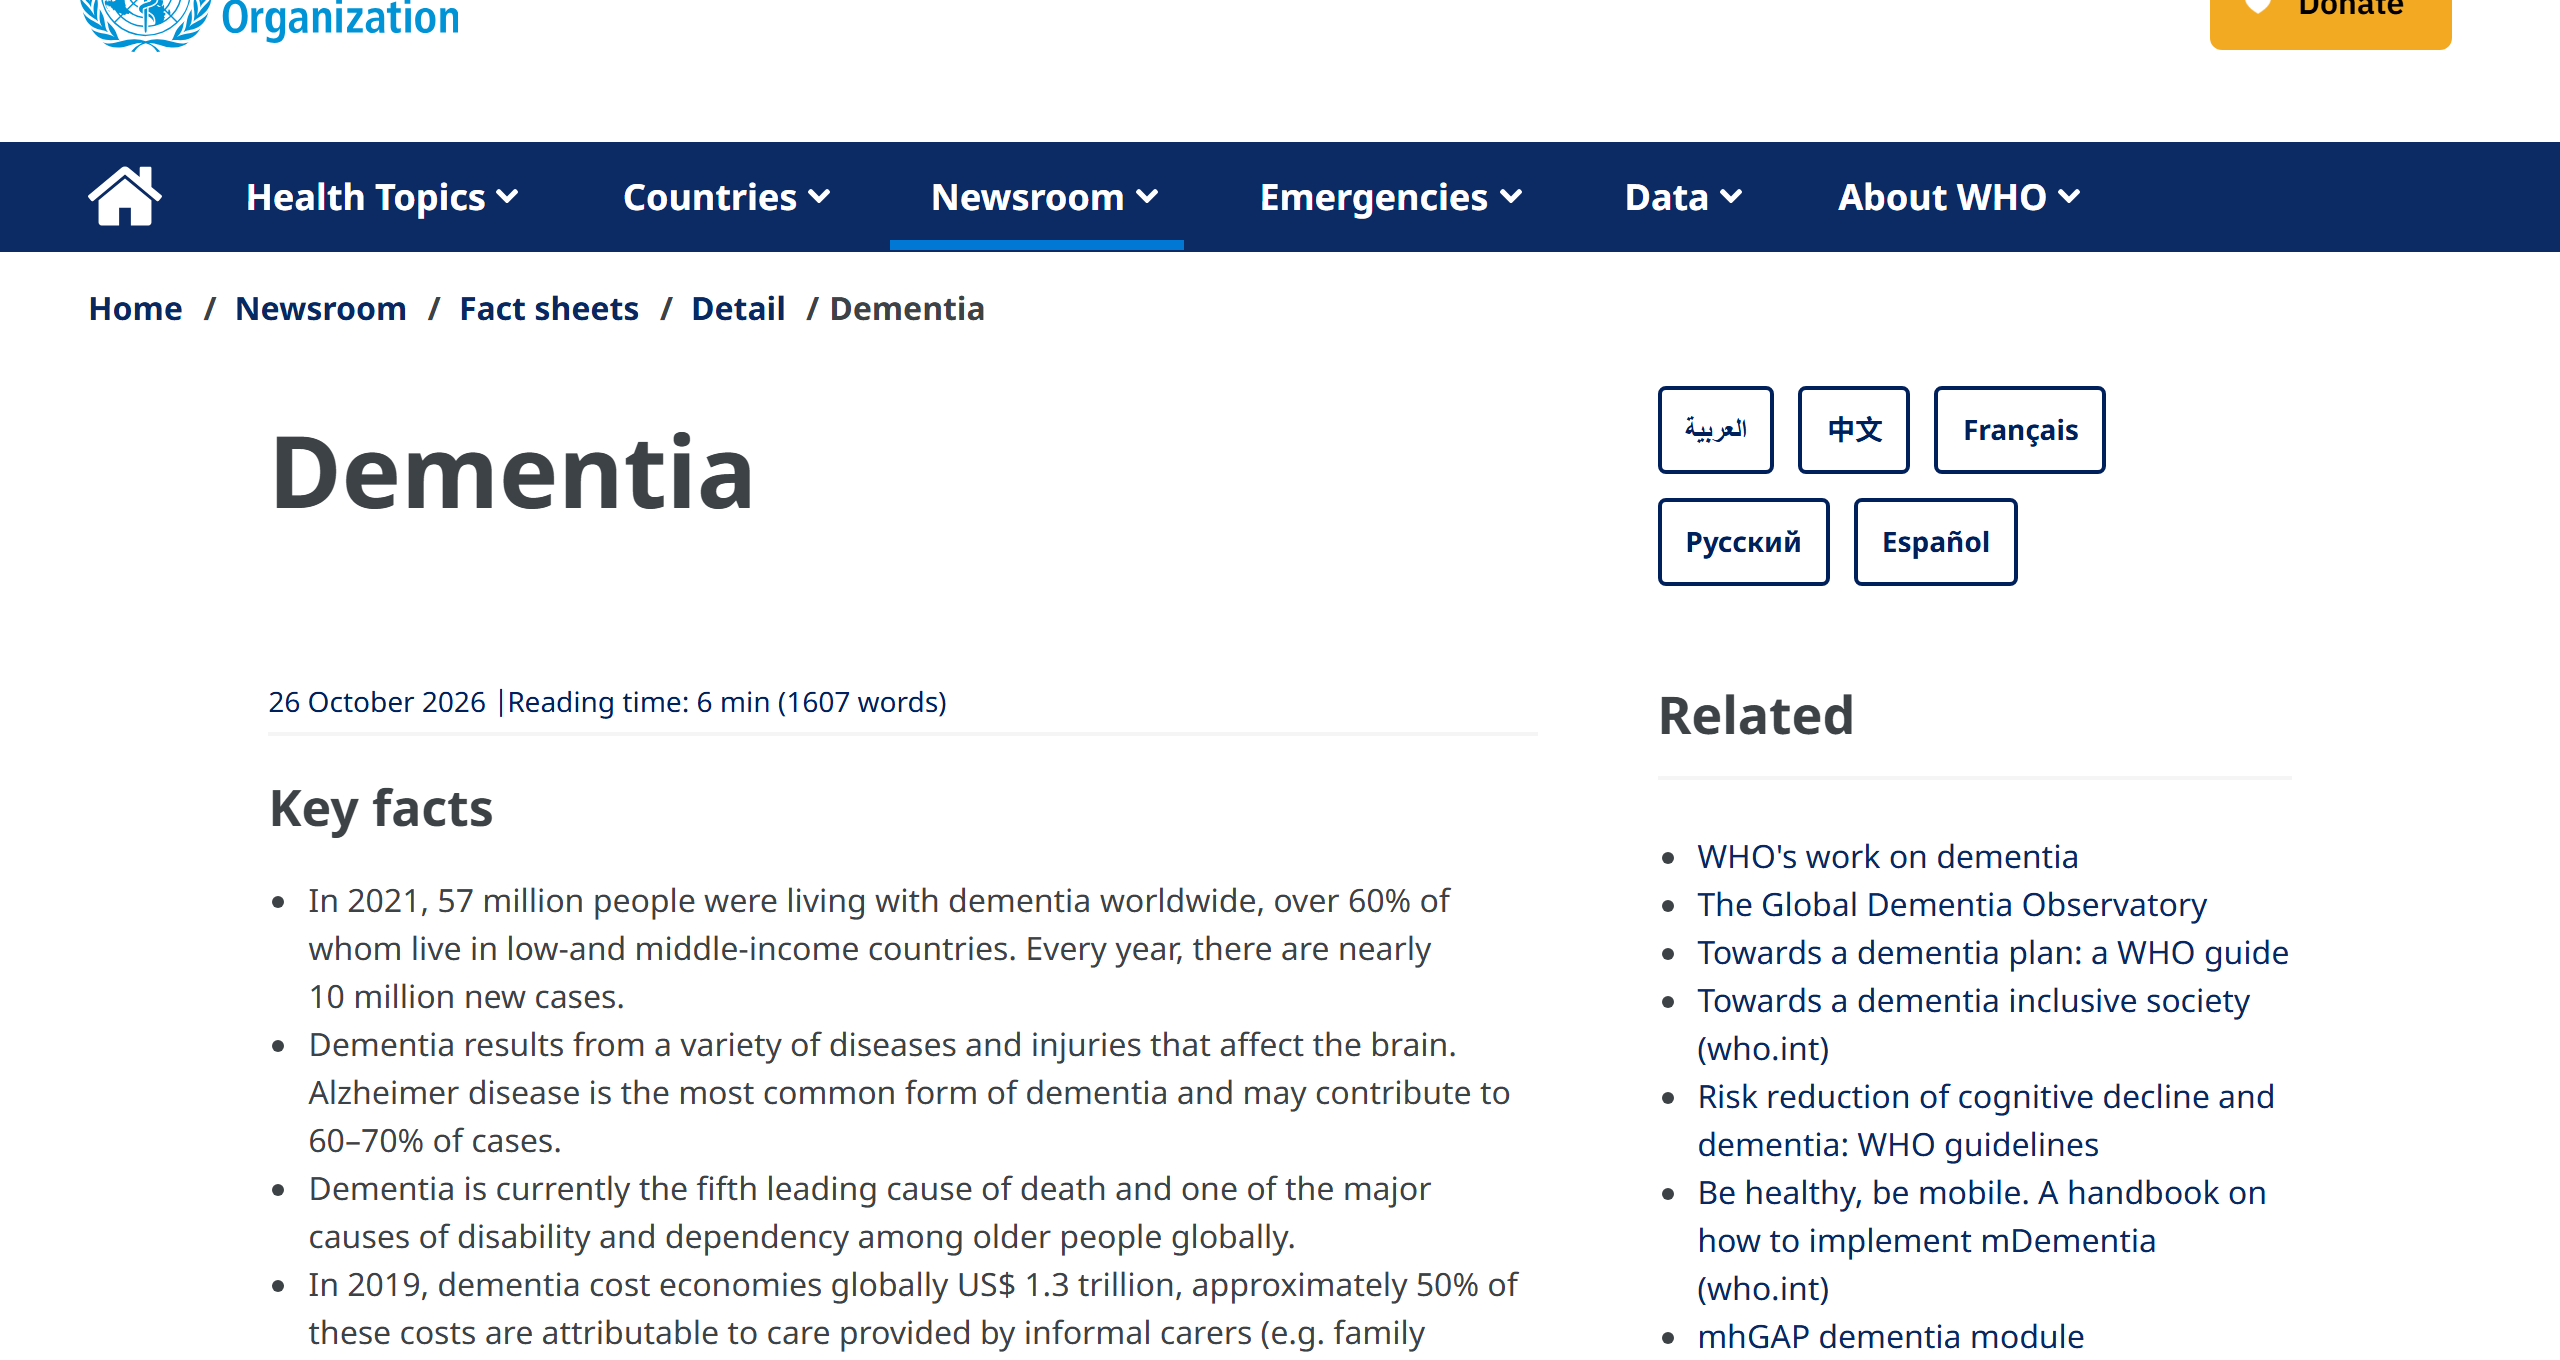 Organization
Donate
Health Topics
Countries
Newsroom
Emergencies
Data
About WHO
Home / Newsroom / Fact sheets / Detail / Dementia
Dementia
العربية
中文
Français
Русский
Español
26 October 2026 |Reading time: 6 min (1607 words)
Key facts
In 2021, 57 million people were living with dementia worldwide, over 60% of
whom live in low-and middle-income countries. Every year, there are nearly
10 million new cases.
Dementia results from a variety of diseases and injuries that affect the brain.
Alzheimer disease is the most common form of dementia and may contribute to
60–70% of cases.
Dementia is currently the fifth leading cause of death and one of the major
causes of disability and dependency among older people globally.
In 2019, dementia cost economies globally US$ 1.3 trillion, approximately 50% of
these costs are attributable to care provided by informal carers (e.g. family
Related
WHO's work on dementia
The Global Dementia Observatory
Towards a dementia plan: a WHO guide
Towards a dementia inclusive society
(who.int)
Risk reduction of cognitive decline and
dementia: WHO guidelines
Be healthy, be mobile. A handbook on
how to implement mDementia
(who.int)
mhGAP dementia module